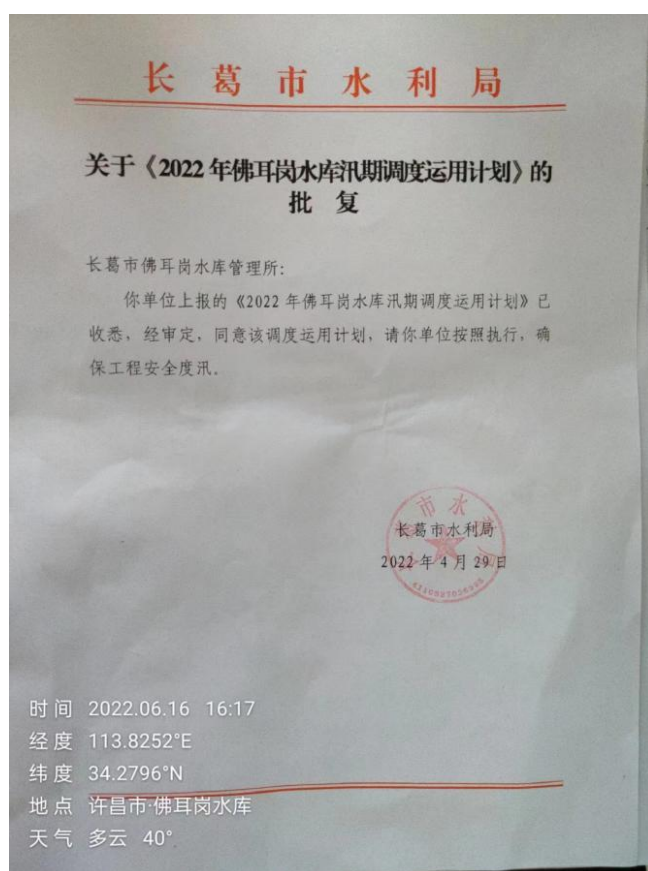 长葛市水利局
关于《2022年佛耳岗水库汛期调度运用计划》的
批 复
长葛市佛耳岗水库管理所：
你单位上报的《2022年佛耳岗水库汛期调度运用计划》已
收悉，经审定，同意该调度运用计划，请你单位按照执行，确
保工程安全度汛。
长葛市水利局
2022年4月29日
时间 2022.06.16 16:17
经度 113.8252°E
纬度 34.2796°N
地点 许昌市·佛耳岗水库
天气 多云 40°